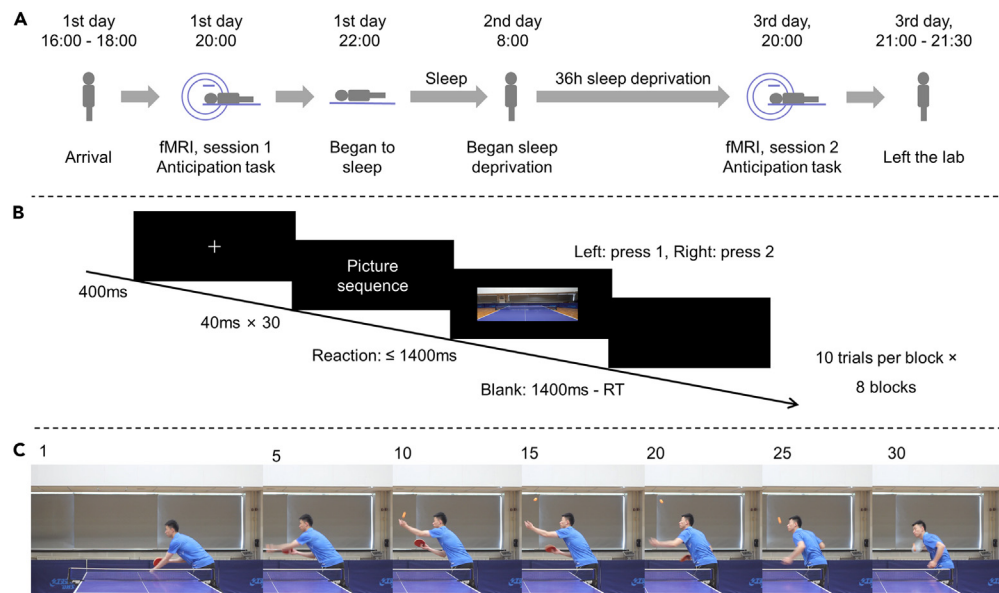 A
1st day
16:00 - 18:00
1st day
20:00
1st day
22:00
2nd day
8:00
3rd day,
20:00
3rd day,
21:00 - 21:30
Sleep
36h sleep deprivation
Arrival
fMRI, session 1
Anticipation task
Began to
sleep
Began sleep
deprivation
fMRI, session 2
Anticipation task
Left the lab
B
+
Picture
sequence
Left: press 1, Right: press 2
400ms
40ms × 30
Reaction: ≤ 1400ms
Blank: 1400ms - RT
10 trials per block ×
8 blocks
C
1
5
10
15
20
25
30